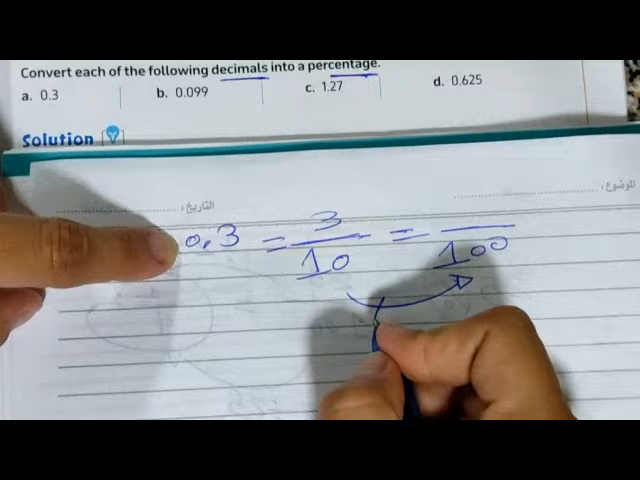 Convert each of the following decimals into a percentage.
a. 0.3 b. 0.099 c. 1.27 d. 0.625
Solution
التاريخ: الموضوع:
0,3 = 3/10 = /100